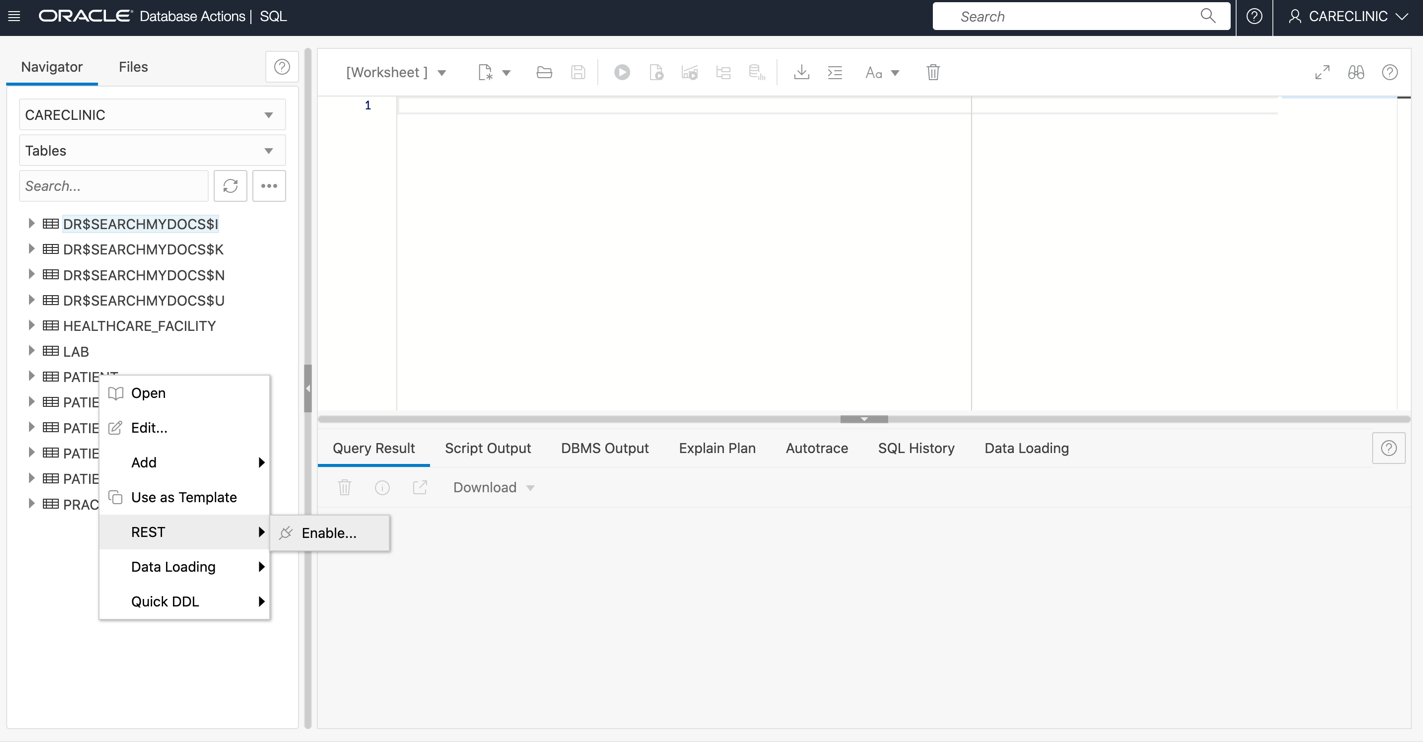 ORACLE Database Actions | SQL
Search
CARECLINIC
Navigator
Files
[Worksheet ]
Aa
CARECLINIC
Tables
Search...
1
DR$SEARCHMYDOCS$I
DR$SEARCHMYDOCS$K
DR$SEARCHMYDOCS$N
DR$SEARCHMYDOCS$U
HEALTHCARE_FACILITY
LAB
PATIENT
PATIE
PATIE
PATIE
PATIE
PRAC
Open
Edit...
Add
Use as Template
REST
Enable...
Data Loading
Quick DDL
Query Result
Script Output
DBMS Output
Explain Plan
Autotrace
SQL History
Data Loading
Download